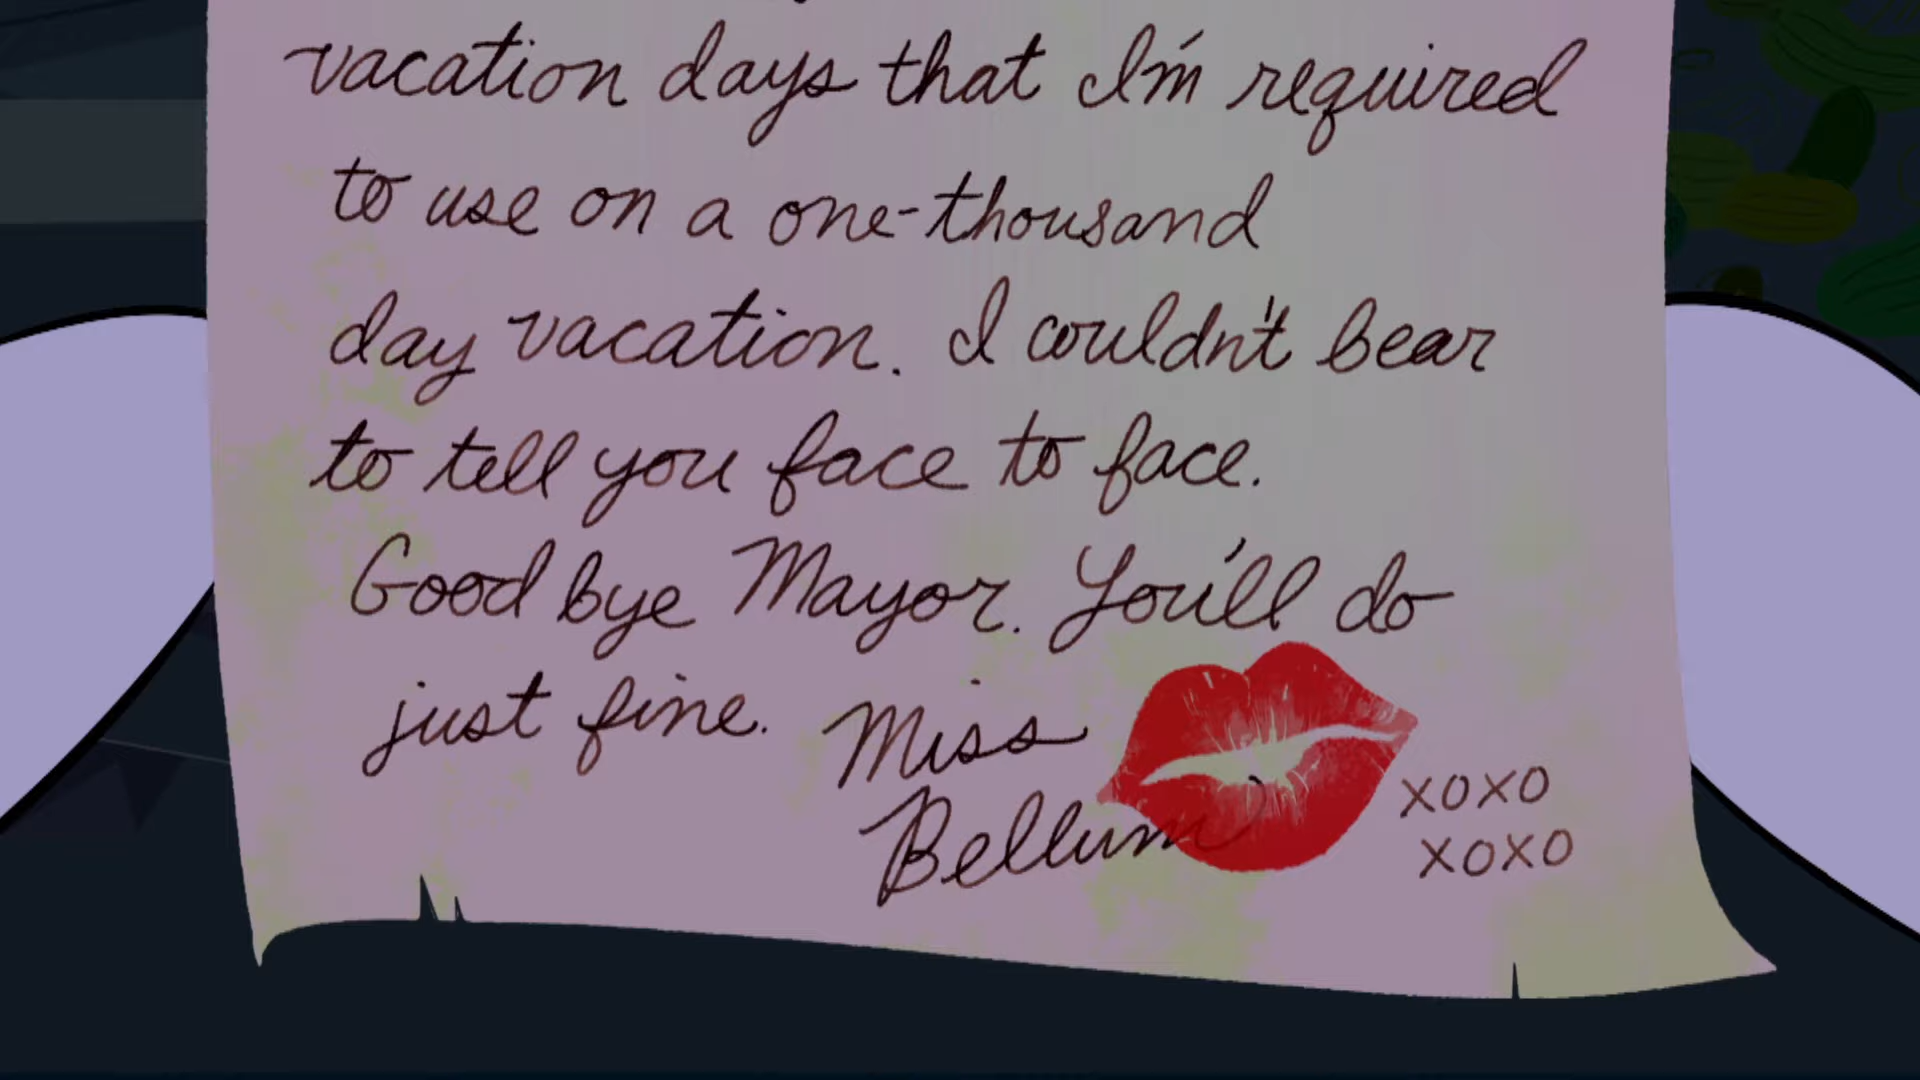 vacation days that I'm required
to use on a one-thousand
day vacation. I couldn't bear
to tell you face to face.
Good bye Mayor. You'll do
just fine. Miss
Bellum
XOXO
XOXO